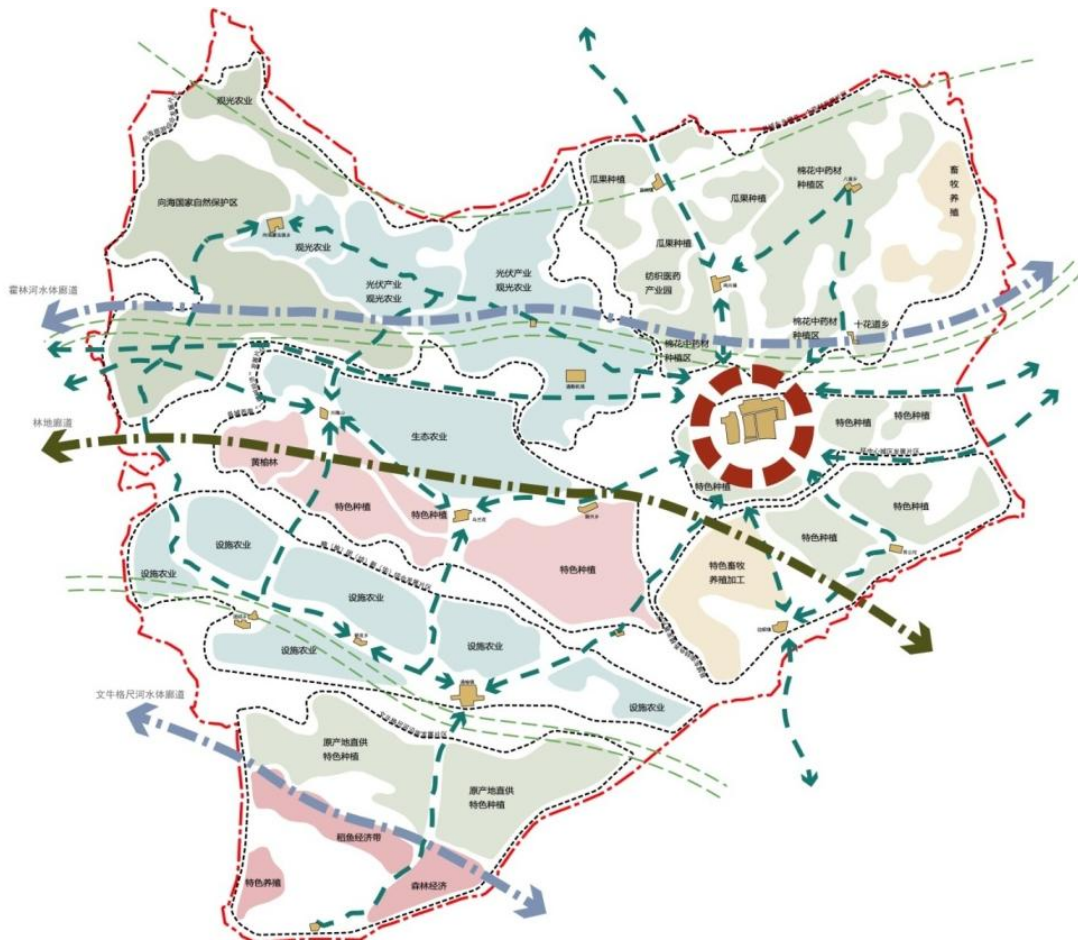 观光农业
向海国家自然保护区
观光农业
光伏产业
观光农业
光伏产业
观光农业
瓜果种植
瓜果种植
瓜果种植
棉花中药材
种植区
畜
牧
养
殖
纺织医药
产业园
棉花中药材
种植区
十花道乡
棉花中药材
种植区
霍林河水体廊道
林地廊道
生态农业
黄榆林
特色种植
特色种植
特色种植
特色种植
特色种植
特色种植
特色种植
特色种植
特色畜牧
养殖加工
设施农业
设施农业
设施农业
设施农业
设施农业
设施农业
文牛格尺河水体廊道
原产地直供
特色种植
原产地直供
特色种植
稻鱼经济带
特色养殖
森林经济